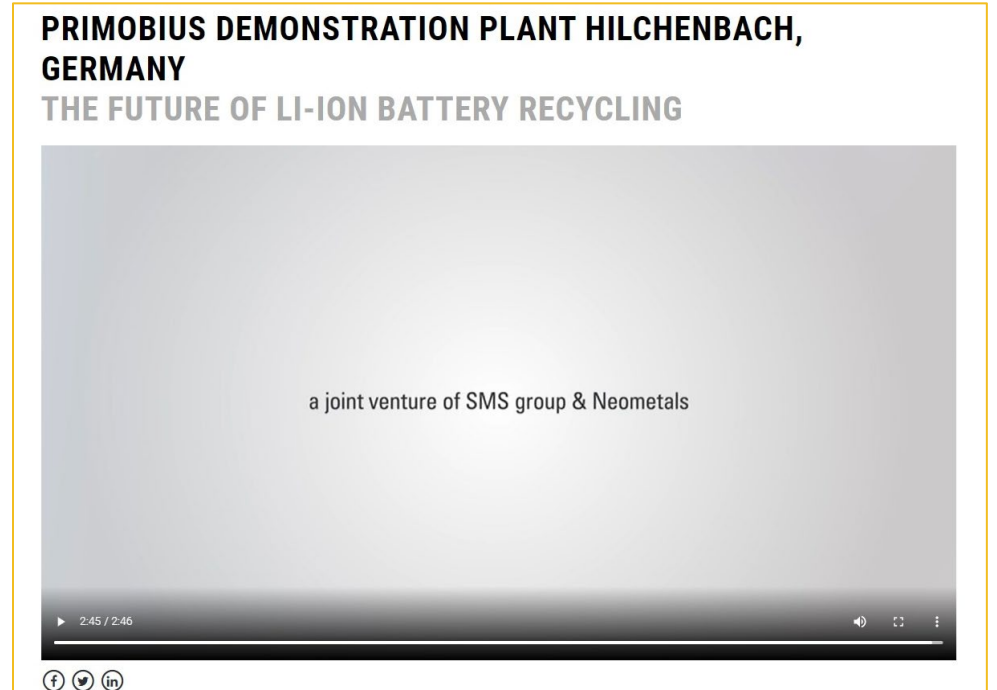 PRIMOBIUS DEMONSTRATION PLANT HILCHENBACH,
GERMANY
THE FUTURE OF LI-ION BATTERY RECYCLING
a joint venture of SMS group & Neometals
2:45 / 2:46
f in